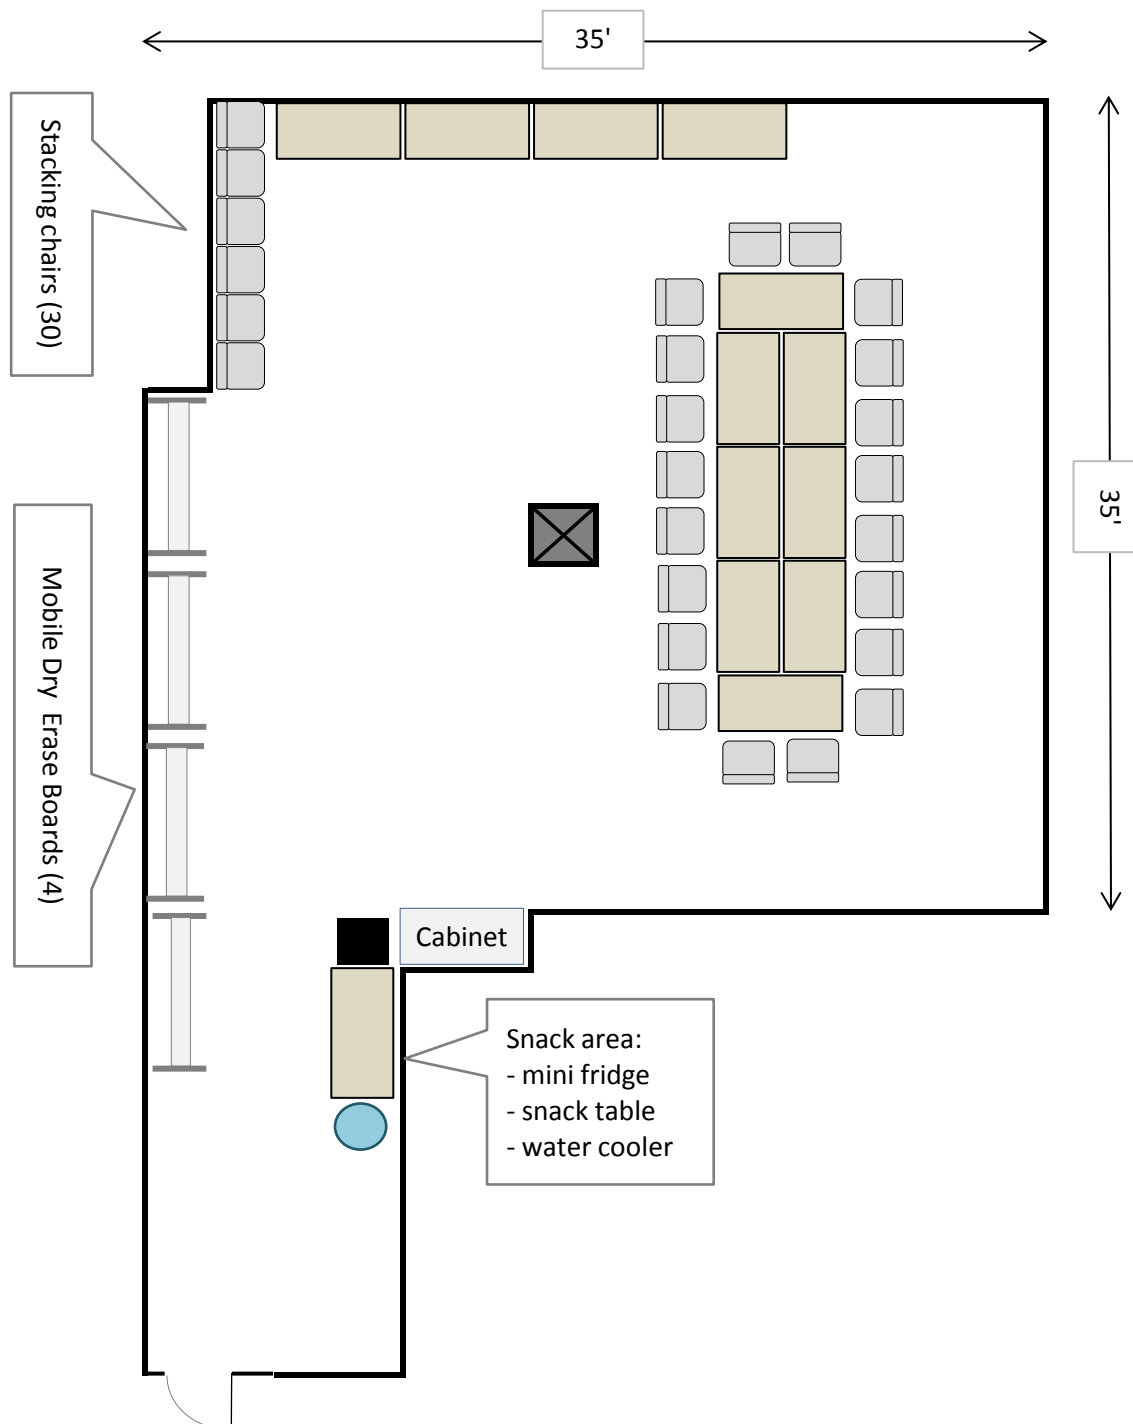 35'
Stacking chairs (30)
35'
Mobile Dry  Erase Boards (4)
Cabinet
Snack area:
- mini fridge
- snack table
- water cooler